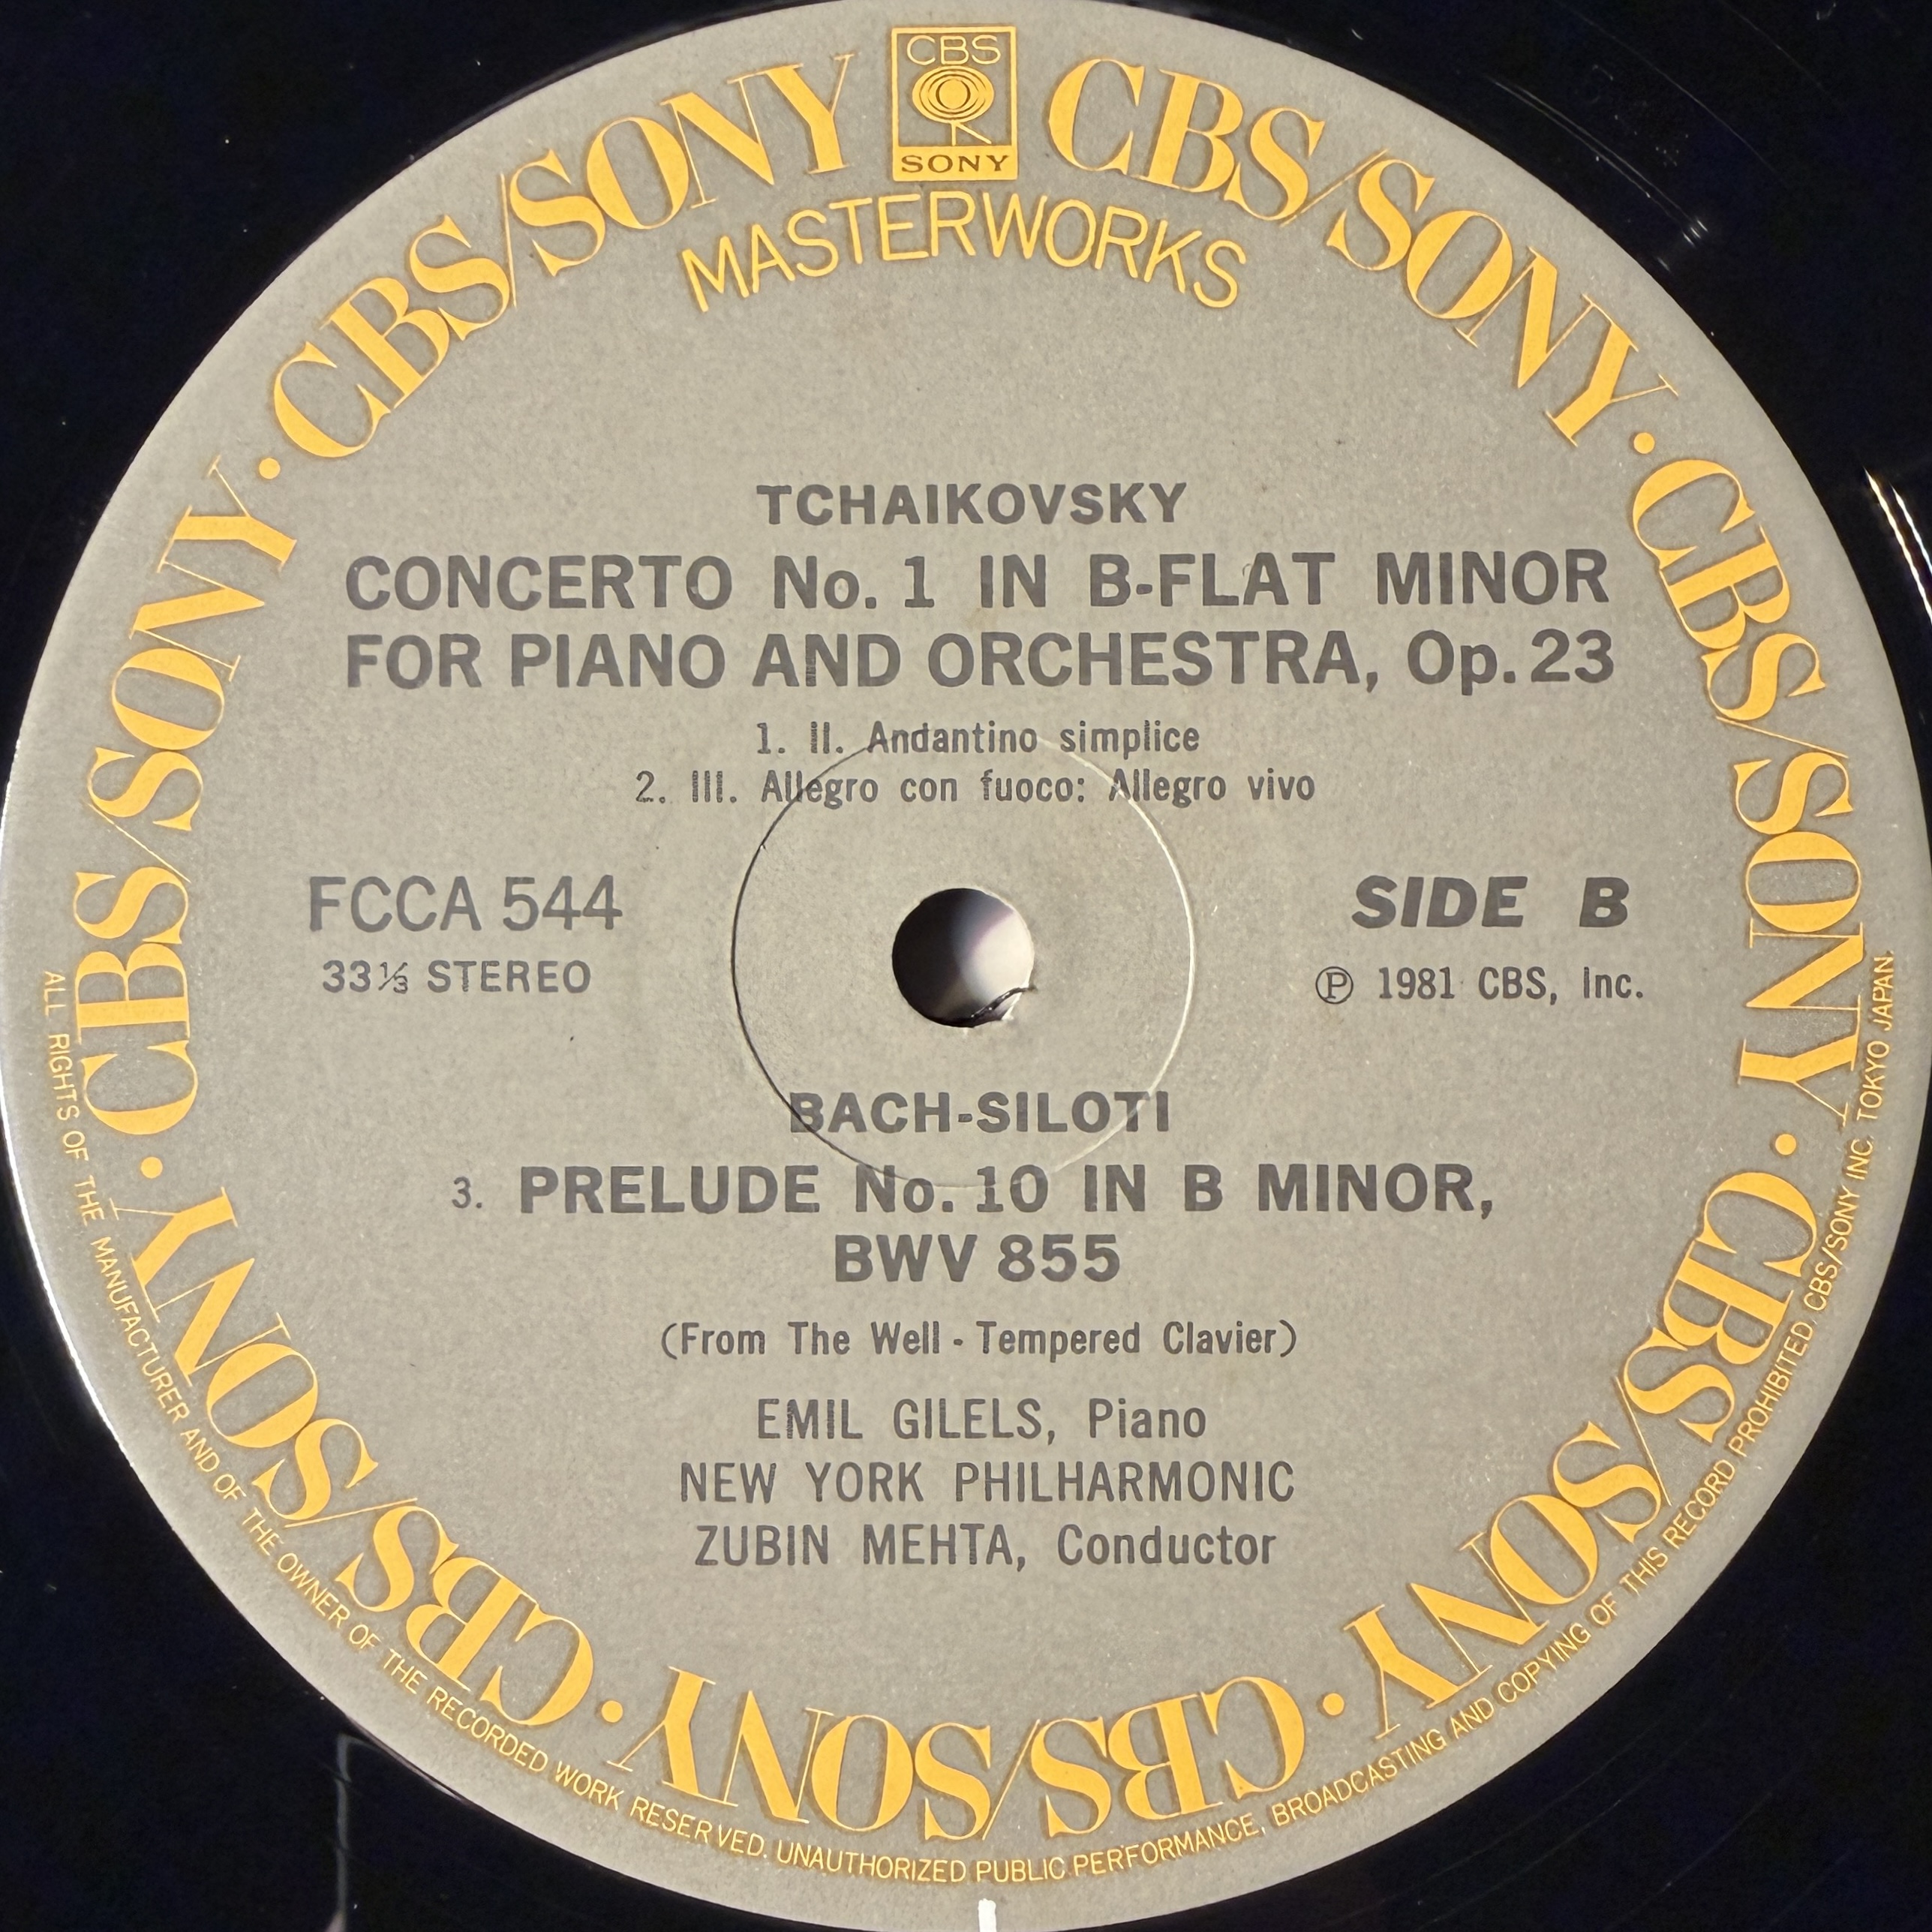 CBS
SONY
CBS/SONY · CBS/SONY · CBS/SONY · CBS/SONY · CBS/SONY · CBS/SONY · CBS/SONY · CBS/SONY
MASTERWORKS
TCHAIKOVSKY
CONCERTO No. 1 IN B-FLAT MINOR
FOR PIANO AND ORCHESTRA, Op. 23
1. II. Andantino simplice
2. III. Allegro con fuoco: Allegro vivo
FCCA 544
33⅓ STEREO
SIDE B
Ⓟ 1981 CBS, Inc.
BACH-SILOTI
3. PRELUDE No. 10 IN B MINOR,
BWV 855
(From The Well-Tempered Clavier)
EMIL GILELS, Piano
NEW YORK PHILHARMONIC
ZUBIN MEHTA, Conductor
ALL RIGHTS OF THE MANUFACTURER AND OF THE OWNER OF THE RECORDED WORK RESERVED. UNAUTHORIZED PUBLIC PERFORMANCE, BROADCASTING AND COPYING OF THIS RECORD PROHIBITED. CBS/SONY INC. TOKYO JAPAN.